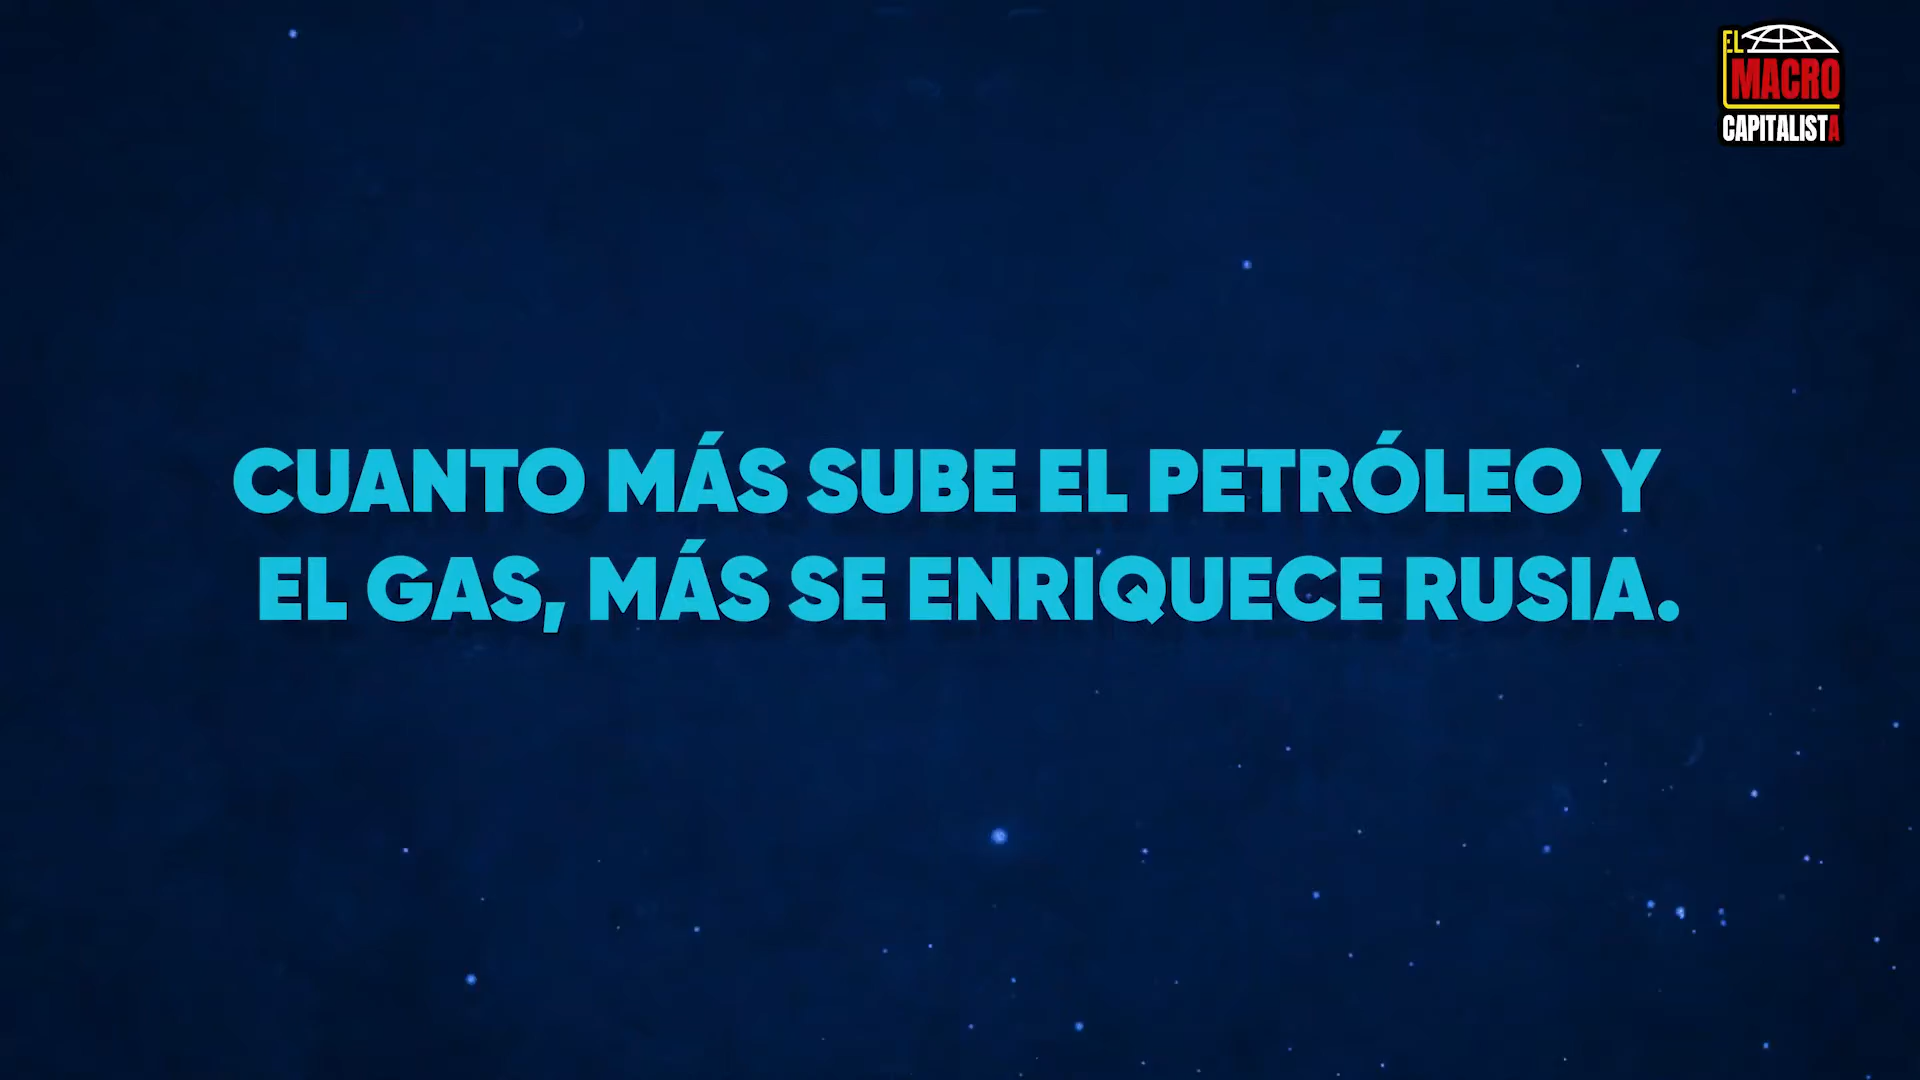 EL
MACRO
CAPITALISTA
CUANTO MÁS SUBE EL PETRÓLEO Y
EL GAS, MÁS SE ENRIQUECE RUSIA.